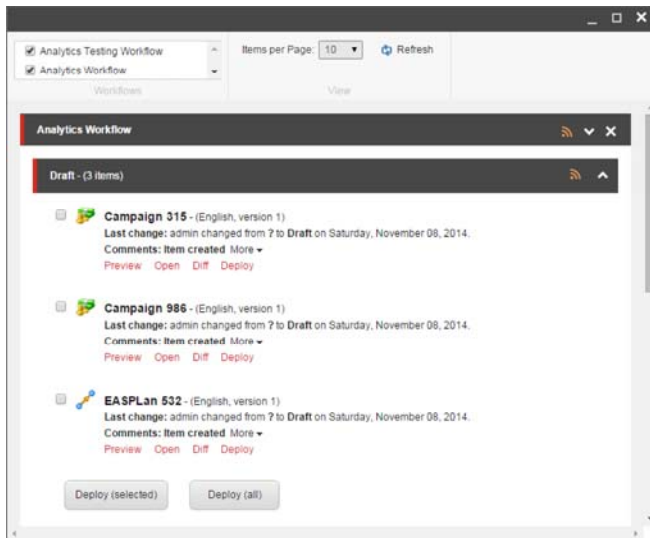 Analytics Testing Workflow
Analytics Workflow
Workflows
Items per Page: 10
Refresh
View
Analytics Workflow
Draft - (3 items)
Campaign 315 - (English, version 1)
Last change: admin changed from ? to Draft on Saturday, November 08, 2014.
Comments: Item created More
Preview Open Diff Deploy
Campaign 986 - (English, version 1)
Last change: admin changed from ? to Draft on Saturday, November 08, 2014.
Comments: Item created More
Preview Open Diff Deploy
EASPLan 532 - (English, version 1)
Last change: admin changed from ? to Draft on Saturday, November 08, 2014.
Comments: Item created More
Preview Open Diff Deploy
Deploy (selected) Deploy (all)